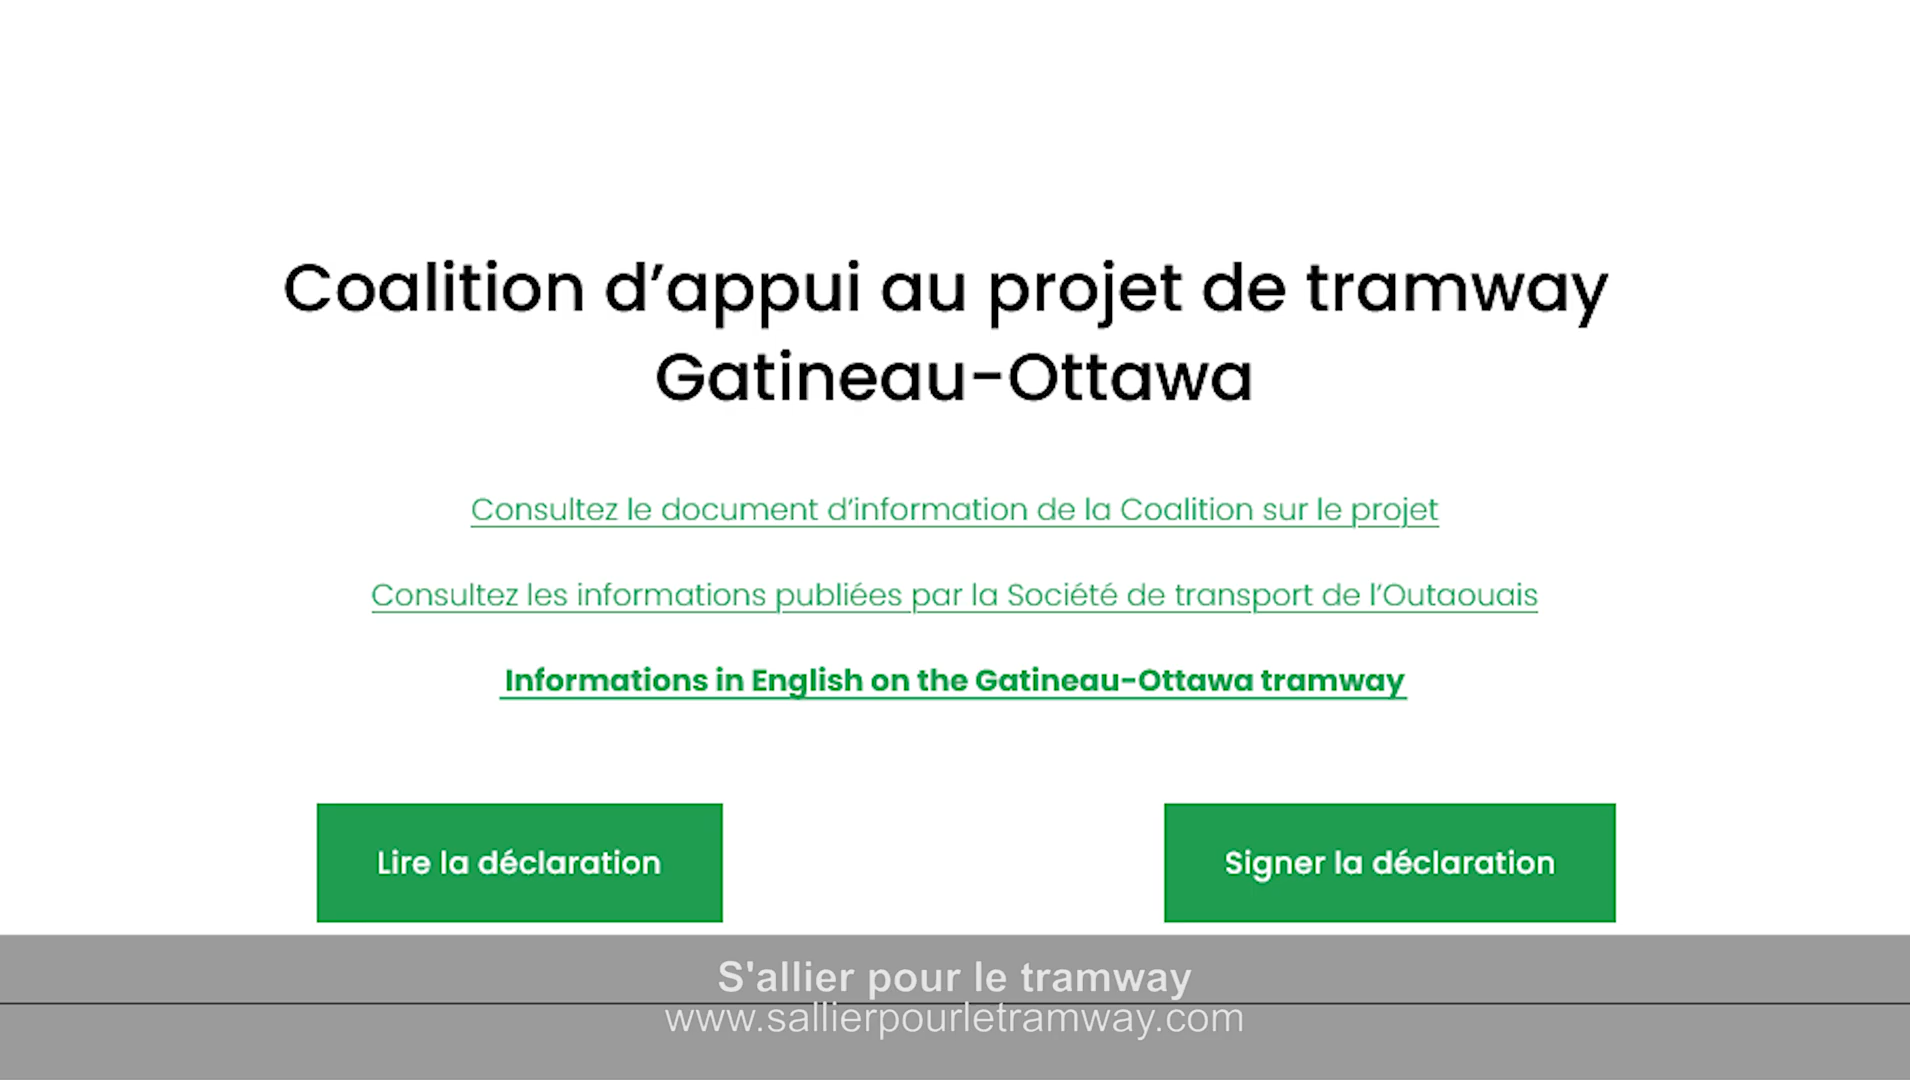 Coalition d’appui au projet de tramway
Gatineau-Ottawa
Consultez le document d’information de la Coalition sur le projet
Consultez les informations publiées par la Société de transport de l’Outaouais
Informations in English on the Gatineau-Ottawa tramway
Lire la déclaration
Signer la déclaration
S'allier pour le tramway
www.sallierpourletramway.com